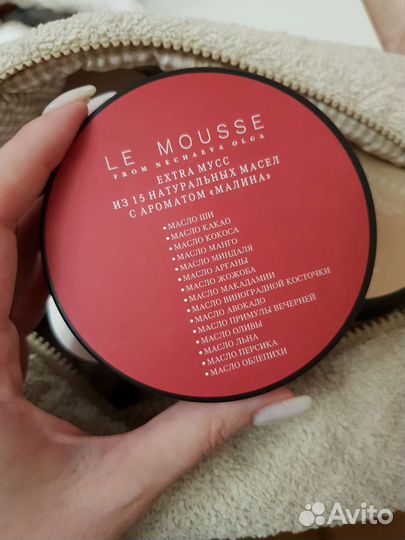 LE MOUSSE
FROM NECHAEVA OLGA
EXTRA МУСС
ИЗ 15 НАТУРАЛЬНЫХ МАСЕЛ
С АРОМАТОМ «МАЛИНА»
• МАСЛО ШИ
• МАСЛО КАКАО
• МАСЛО КОКОСА
• МАСЛО МАНГО
• МАСЛО МИНДАЛЯ
• МАСЛО АРГАНЫ
• МАСЛО ЖОЖОБА
• МАСЛО МАКАДАМИИ
• МАСЛО ВИНОГРАДНОЙ КОСТОЧКИ
• МАСЛО АВОКАДО
• МАСЛО ПРИМУЛЫ ВЕЧЕРНЕЙ
• МАСЛО ОЛИВЫ
• МАСЛО ЛЬНА
• МАСЛО ПЕРСИКА
• МАСЛО ОБЛЕПИХИ
Avito